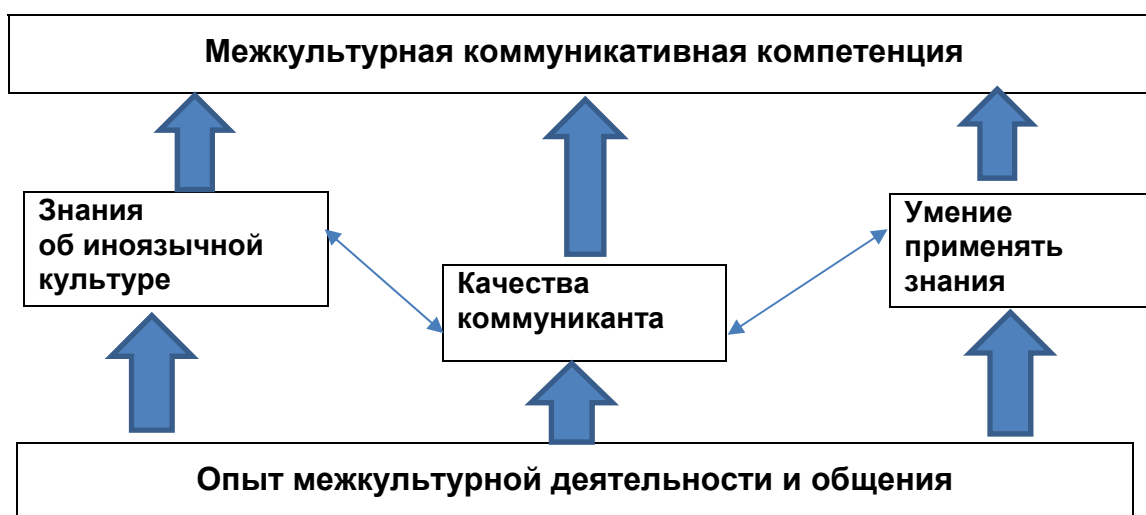 Межкультурная коммуникативная компетенция
Знания
об иноязычной
культуре
Качества
коммуниканта
Умение
применять
знания
Опыт межкультурной деятельности и общения